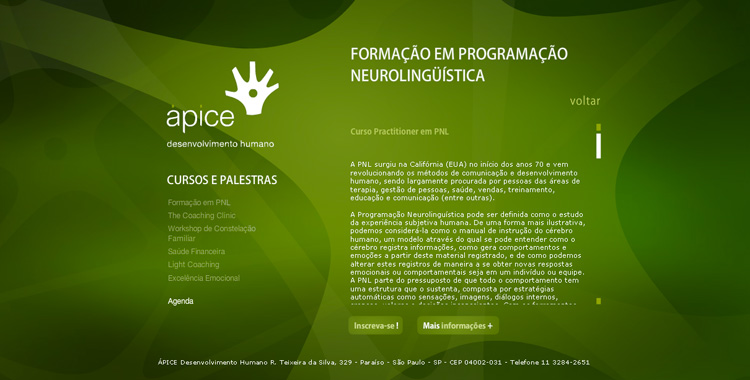 ápice
desenvolvimento humano
CURSOS E PALESTRAS
Formação em PNL
The Coaching Clinic
Workshop de Constelação
Familiar
Saúde Financeira
Light Coaching
Excelência Emocional
Agenda
FORMAÇÃO EM PROGRAMAÇÃO
NEUROLINGÜÍSTICA
voltar
Curso Practitioner em PNL
A PNL surgiu na Califórnia (EUA) no início dos anos 70 e vem
revolucionando os métodos de comunicação e desenvolvimento
humano, sendo largamente procurada por pessoas das áreas de
terapia, gestão de pessoas, saúde, vendas, treinamento,
educação e comunicação (entre outras).
A Programação Neurolinguística pode ser definida como o estudo
da experiência subjetiva humana. De uma forma mais ilustrativa,
podemos considerá-la como o manual de instrução do cérebro
humano, um modelo através do qual se pode entender como o
cérebro registra informações, como gera comportamentos e
emoções a partir deste material registrado, e de como podemos
alterar estes registros de maneira a se obter novas respostas
emocionais ou comportamentais seja em um indivíduo ou equipe.
A PNL parte do pressuposto de que todo o comportamento tem
uma estrutura que o sustenta, composta por estratégias
automáticas como sensações, imagens, diálogos internos,
Inscreva-se !
Mais informações +
ÁPICE Desenvolvimento Humano R. Teixeira da Silva, 329 - Paraíso - São Paulo - SP - CEP 04002-031 - Telefone 11 3284-2651